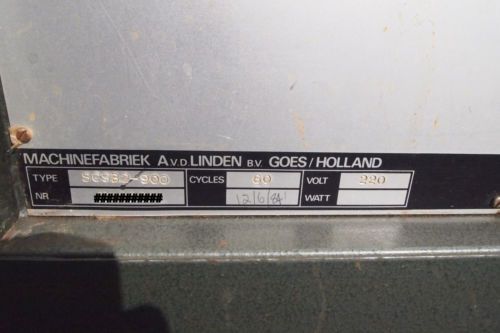 MACHINEFABRIEK A.V.D. LINDEN B.V. GOES/HOLLAND
TYPE CYCLES 60 VOLT 220
NR. 12/6/84 WATT